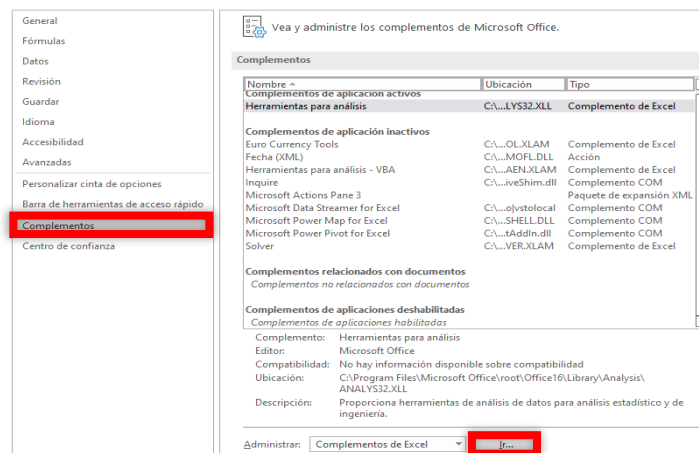 General
Fórmulas
Datos
Revisión
Guardar
Idioma
Accesibilidad
Avanzadas
Personalizar cinta de opciones
Barra de herramientas de acceso rápido
Complementos
Centro de confianza
Vea y administre los complementos de Microsoft Office.
Complementos
Nombre Ubicación Tipo
Complementos de aplicación activos
Herramientas para análisis C:\...LYS32.XLL Complemento de Excel
Complementos de aplicación inactivos
Euro Currency Tools C:\...OL.XLAM Complemento de Excel
Fecha (XML) C:\...MOFL.DLL Acción
Herramientas para análisis - VBA C:\...AEN.XLAM Complemento de Excel
Inquire C:\...iveShim.dll Complemento COM
Microsoft Actions Pane 3 Paquete de expansión XML
Microsoft Data Streamer for Excel C:\...o|vstolocal Complemento COM
Microsoft Power Map for Excel C:\...SHELL.DLL Complemento COM
Microsoft Power Pivot for Excel C:\...tAddIn.dll Complemento COM
Solver C:\...VER.XLAM Complemento de Excel
Complementos relacionados con documentos
Complementos no relacionados con documentos
Complementos de aplicaciones deshabilitadas
Complementos de aplicaciones habilitadas
Complemento: Herramientas para análisis
Editor: Microsoft Office
Compatibilidad: No hay información disponible sobre compatibilidad
Ubicación: C:\Program Files\Microsoft Office\root\Office16\Library\Analysis\
ANALYS32.XLL
Descripción: Proporciona herramientas de análisis de datos para análisis estadístico y de
ingeniería.
Administrar: Complementos de Excel Ir...